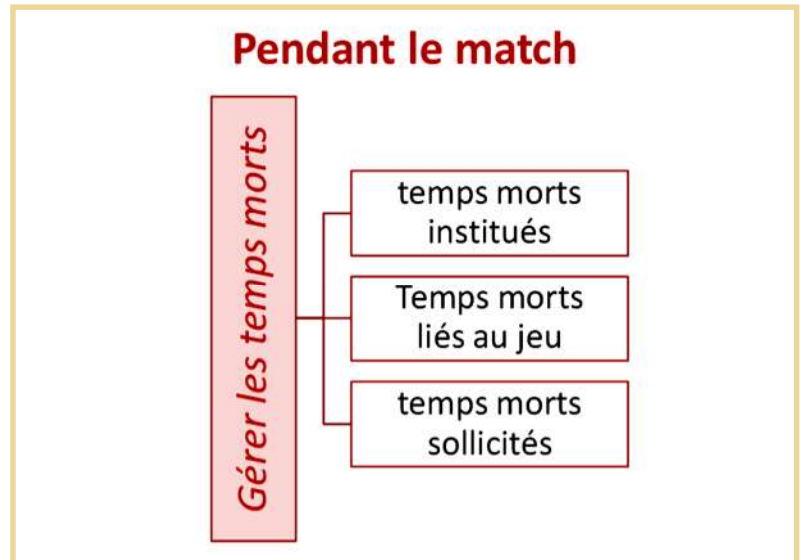 Pendant le match
Gérer les temps morts
temps morts
institués
Temps morts
liés au jeu
temps morts
sollicités